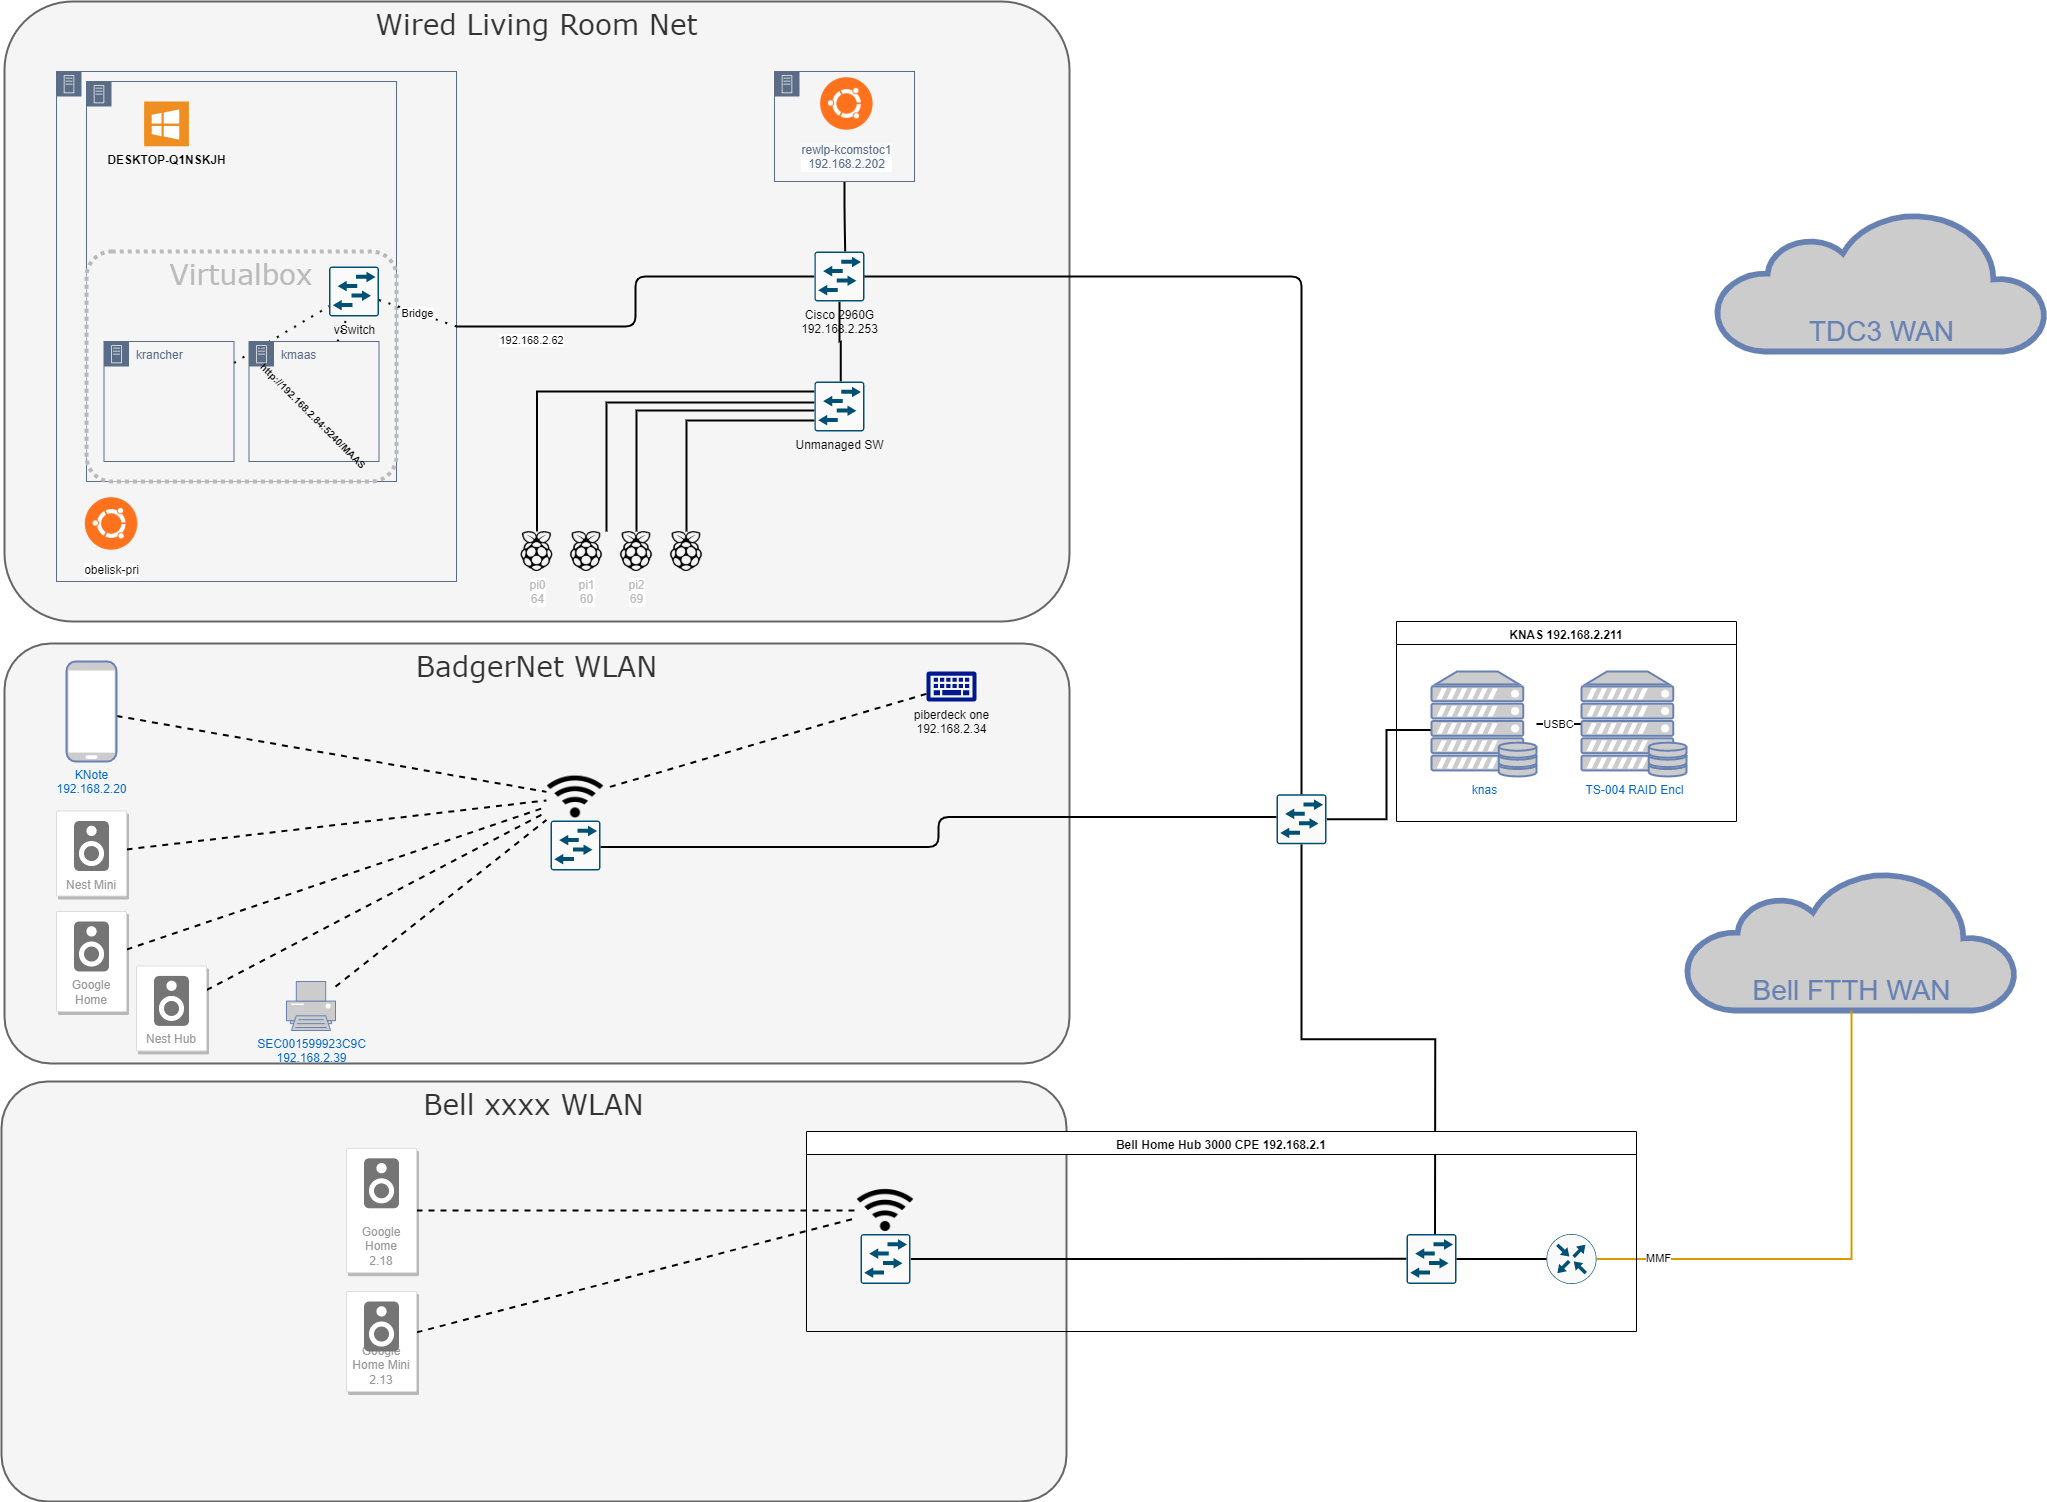 Wired Living Room Net
DESKTOP-Q1NSKJH
rewlp-kcomstoc1
192.168.2.202
Virtualbox
vSwitch
Bridge
192.168.2.62
Cisco 2960G
192.168.2.253
krancher
kmaas
http://192.168.2.84:5240/MAAS
Unmanaged SW
obelisk-pri
pi0
64
pi1
60
pi2
69
TDC3 WAN
BadgerNet WLAN
KNote
192.168.2.20
piberdeck one
192.168.2.34
Nest Mini
Google
Home
Nest Hub
SEC001599923C9C
192.168.2.39
KNAS 192.168.2.211
USBC
knas
TS-004 RAID Encl
Bell FTTH WAN
Bell xxxx WLAN
Bell Home Hub 3000 CPE 192.168.2.1
Google
Home
2.18
Google
Home Mini
2.13
MMF